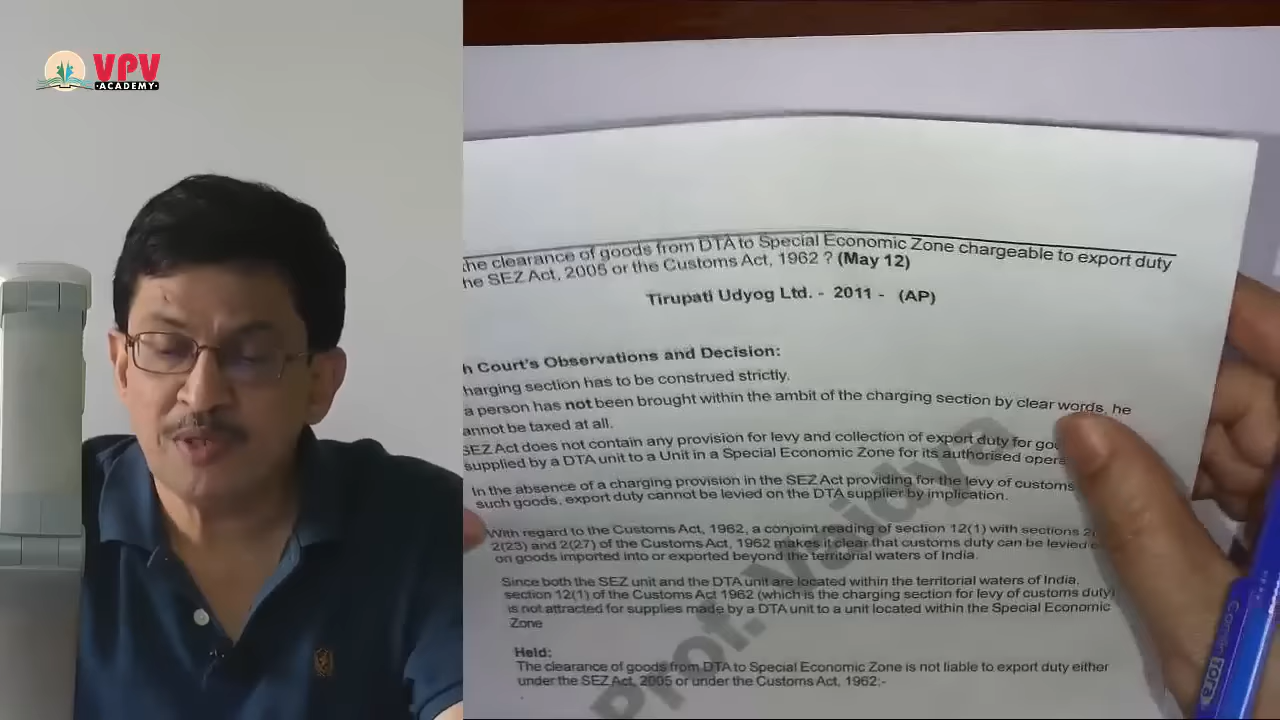 VPV
·ACADEMY·
the clearance of goods from DTA to Special Economic Zone chargeable to export duty
he SEZ Act, 2005 or the Customs Act, 1962 ? (May 12)
Tirupati Udyog Ltd. - 2011 - (AP)
h Court's Observations and Decision:
harging section has to be construed strictly.
a person has not been brought within the ambit of the charging section by clear words, he
annot be taxed at all.
SEZ Act does not contain any provision for levy and collection of export duty for
supplied by a DTA unit to a Unit in a Special Economic Zone for its authorised
In the absence of a charging provision in the SEZ Act providing for the levy of customs
such goods, export duty cannot be levied on the DTA supplier by implication.
With regard to the Customs Act, 1962, a conjoint reading of section 12(1) with sections
2(23) and 2(27) of the Customs Act, 1962 makes it clear that customs duty can be levied
on goods imported into or exported beyond the territorial waters of India.
Since both the SEZ unit and the DTA unit are located within the territorial waters of India.
section 12(1) of the Customs Act 1962 (which is the charging section for levy of customs duty)
is not attracted for supplies made by a DTA unit to a unit located within the Special Economic
Zone
Held:
The clearance of goods from DTA to Special Economic Zone is not liable to export duty either
under the SEZ Act, 2005 or under the Customs Act, 1962:-
Prof. Vaidya